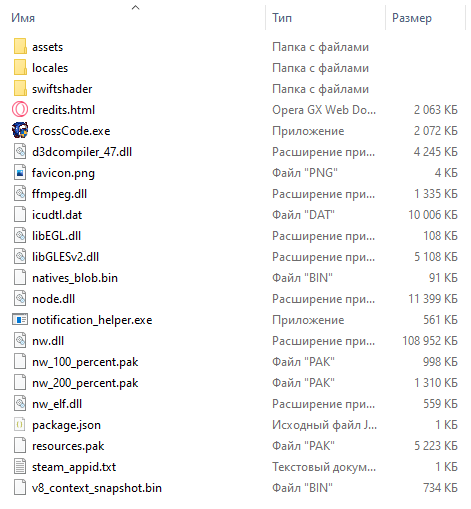 Имя Тип Размер
assets Папка с файлами
locales Папка с файлами
swiftshader Папка с файлами
credits.html Opera GX Web Do... 2 063 КБ
CrossCode.exe Приложение 2 072 КБ
d3dcompiler_47.dll Расширение при... 4 245 КБ
favicon.png Файл "PNG" 4 КБ
ffmpeg.dll Расширение при... 1 335 КБ
icudtl.dat Файл "DAT" 10 006 КБ
libEGL.dll Расширение при... 108 КБ
libGLESv2.dll Расширение при... 5 108 КБ
natives_blob.bin Файл "BIN" 91 КБ
node.dll Расширение при... 11 399 КБ
notification_helper.exe Приложение 561 КБ
nw.dll Расширение при... 108 952 КБ
nw_100_percent.pak Файл "PAK" 998 КБ
nw_200_percent.pak Файл "PAK" 1 310 КБ
nw_elf.dll Расширение при... 559 КБ
package.json Исходный файл J... 1 КБ
resources.pak Файл "PAK" 5 223 КБ
steam_appid.txt Текстовый докум... 1 КБ
v8_context_snapshot.bin Файл "BIN" 734 КБ